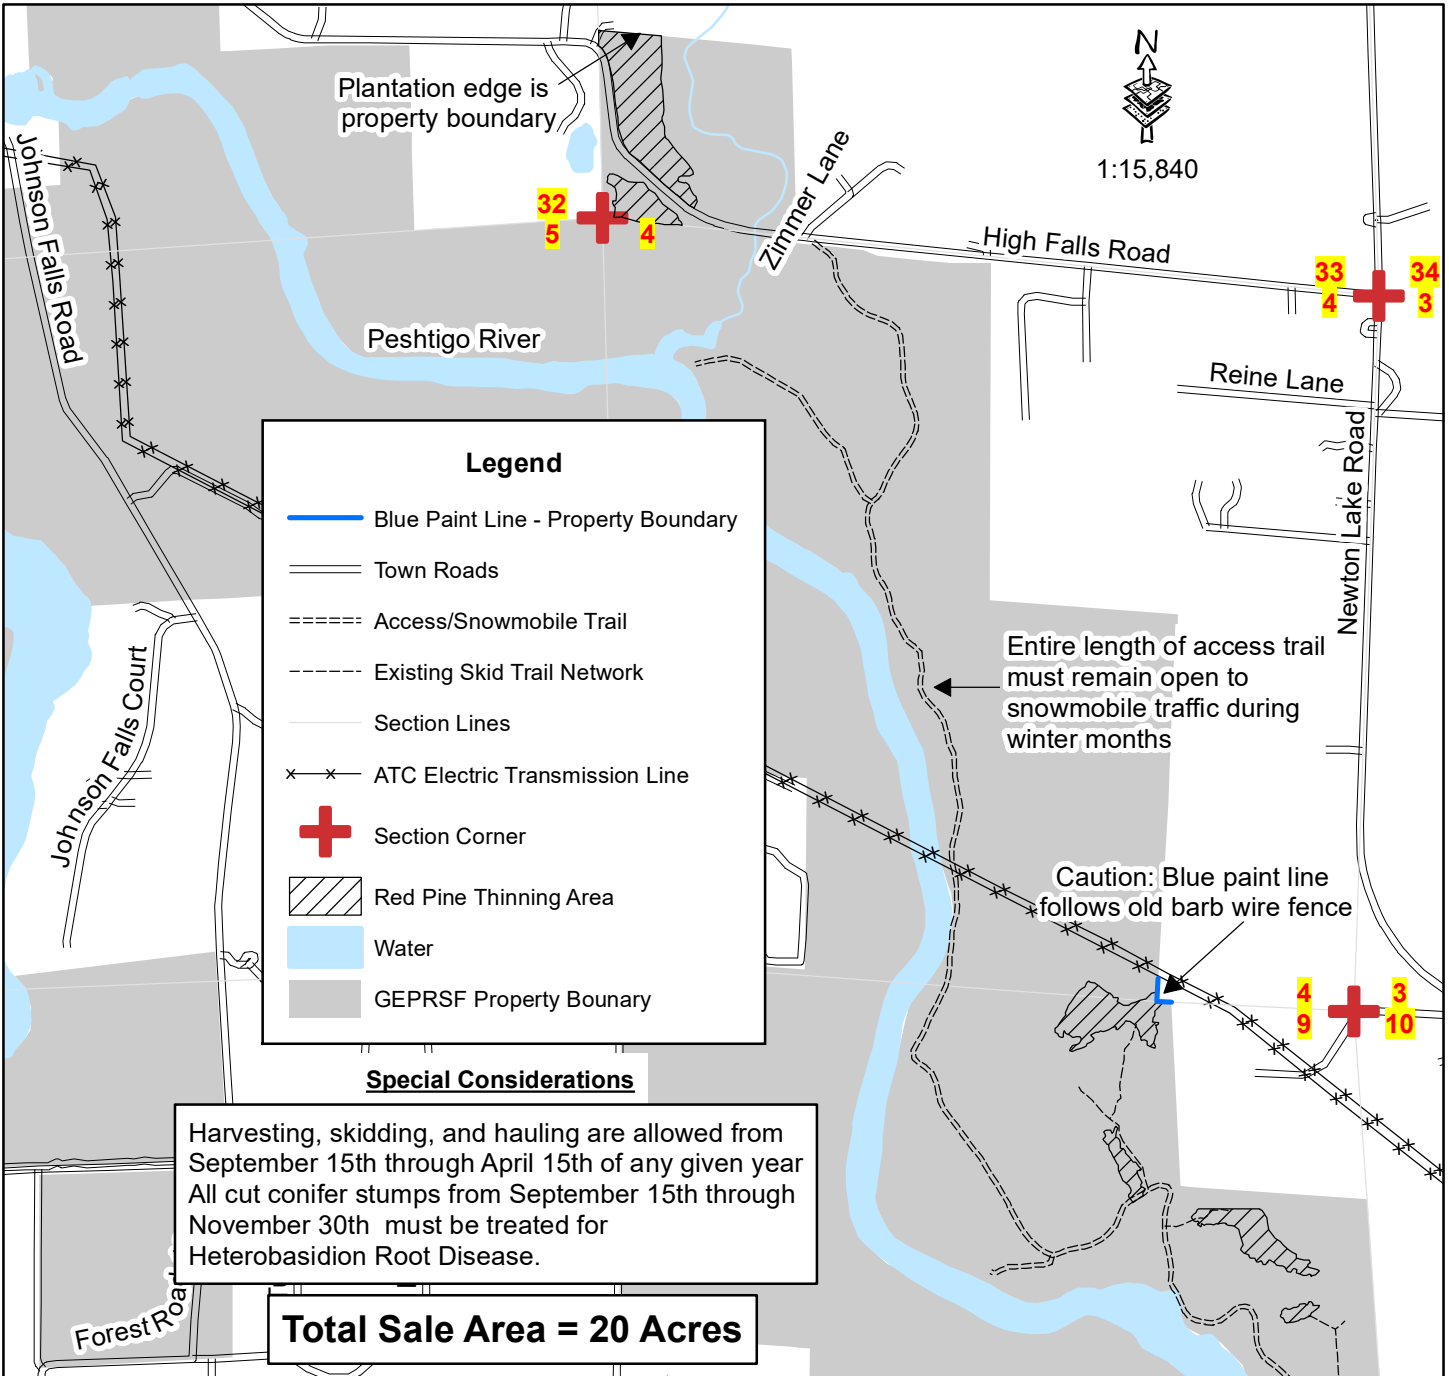 Plantation edge is
property boundary
N
1:15,840
Johnson Falls Road
Zimmer Lane
32
5
4
High Falls Road
33
34
4
3
Peshtigo River
Reine Lane
Newton Lake Road
Legend
Blue Paint Line - Property Boundary
Town Roads
Access/Snowmobile Trail
Existing Skid Trail Network
Section Lines
ATC Electric Transmission Line
Section Corner
Red Pine Thinning Area
Water
GEPRSF Property Bounary
Entire length of access trail
must remain open to
snowmobile traffic during
winter months
Johnson Falls Court
Caution: Blue paint line
follows old barb wire fence
4
3
9
10
Special Considerations
Harvesting, skidding, and hauling are allowed from
September 15th through April 15th of any given year
All cut conifer stumps from September 15th through
November 30th must be treated for
Heterobasidion Root Disease.
Forest Road
Total Sale Area = 20 Acres